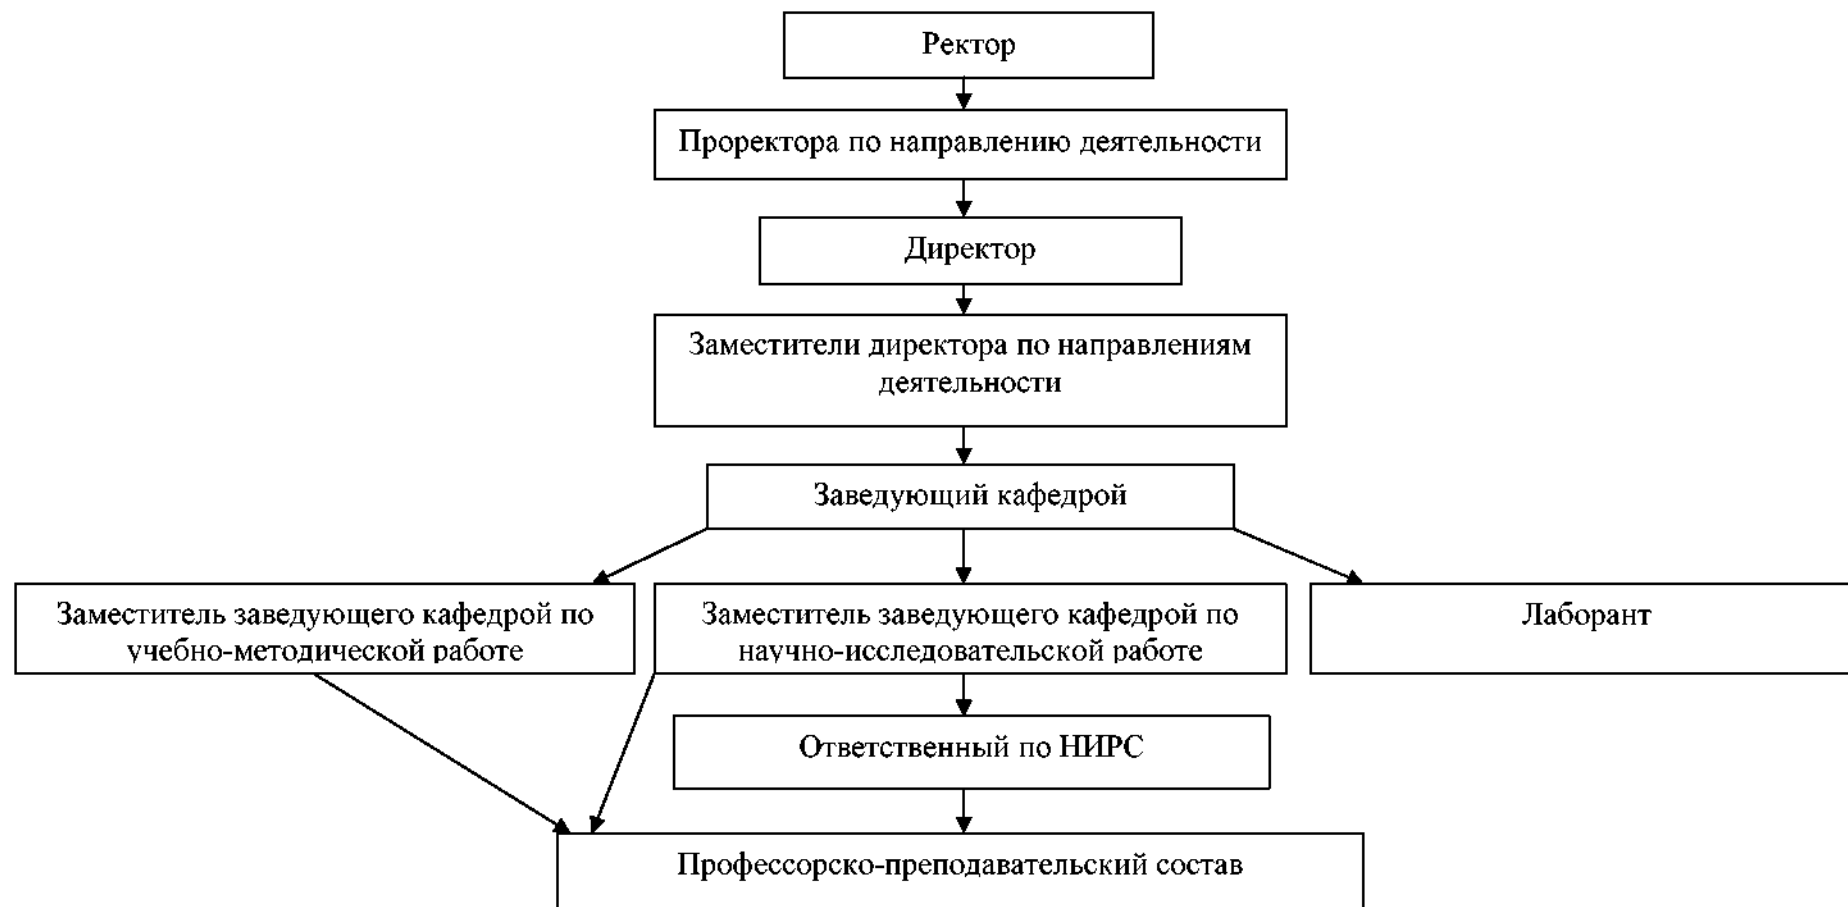 Ректор
Проректора по направлению деятельности
Директор
Заместители директора по направлениям
деятельности
Заведующий кафедрой
Заместитель заведующего кафедрой по
учебно-методической работе
Заместитель заведующего кафедрой по
научно-исследовательской работе
Лаборант
Ответственный по НИРС
Профессорско-преподавательский состав